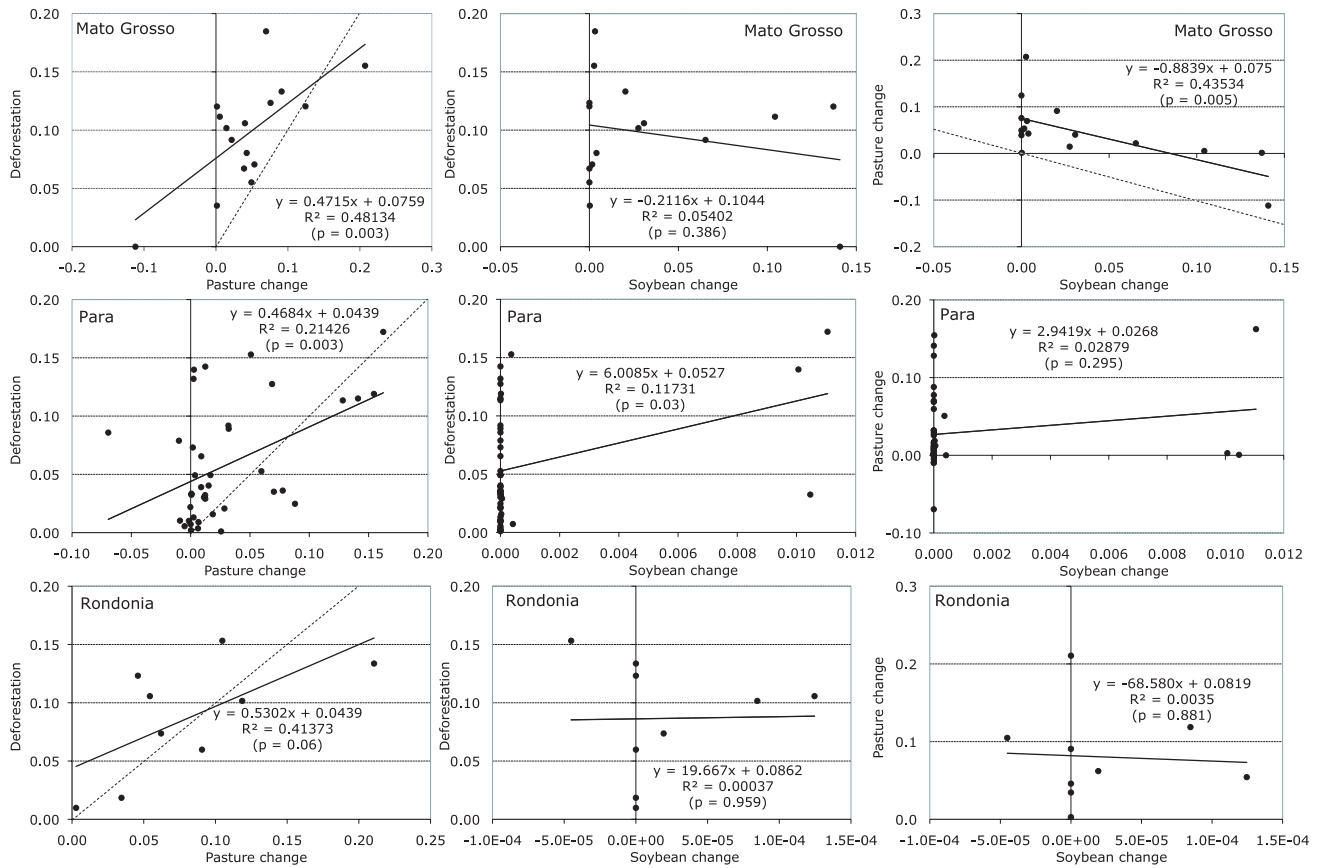 Mato Grosso
y = 0.4715x + 0.0759
R² = 0.48134
(p = 0.003)
0.20
0.15
0.10
0.05
0.00
-0.2 -0.1 0.0 0.1 0.2 0.3
Deforestation
Pasture change
Mato Grosso
y = -0.2116x + 0.1044
R² = 0.05402
(p = 0.386)
0.20
0.15
0.10
0.05
0.00
-0.05 0.00 0.05 0.10 0.15
Deforestation
Soybean change
Mato Grosso
y = -0.8839x + 0.075
R² = 0.43534
(p = 0.005)
0.3
0.2
0.1
0.0
-0.1
-0.2
-0.05 0.00 0.05 0.10 0.15
Pasture change
Soybean change
Para
y = 0.4684x + 0.0439
R² = 0.21426
(p = 0.003)
0.20
0.15
0.10
0.05
0.00
-0.10 -0.05 0.00 0.05 0.10 0.15 0.20
Deforestation
Pasture change
Para
y = 6.0085x + 0.0527
R² = 0.11731
(p = 0.03)
0.20
0.15
0.10
0.05
0.00
0.000 0.002 0.004 0.006 0.008 0.010 0.012
Deforestation
Soybean change
Para
y = 2.9419x + 0.0268
R² = 0.02879
(p = 0.295)
0.20
0.10
0.00
-0.10
0.000 0.002 0.004 0.006 0.008 0.010 0.012
Pasture change
Soybean change
Rondonia
y = 0.5302x + 0.0439
R² = 0.41373
(p = 0.06)
0.20
0.15
0.10
0.05
0.00
0.00 0.05 0.10 0.15 0.20 0.25
Deforestation
Pasture change
Rondonia
y = 19.667x + 0.0862
R² = 0.00037
(p = 0.959)
0.20
0.15
0.10
0.05
0.00
-1.0E-04 -5.0E-05 0.0E+00 5.0E-05 1.0E-04 1.5E-04
Deforestation
Soybean change
Rondonia
y = -68.580x + 0.0819
R² = 0.0035
(p = 0.881)
0.3
0.2
0.1
0.0
-1.0E-04 -5.0E-05 0.0E+00 5.0E-05 1.0E-04 1.5E-04
Pasture change
Soybean change